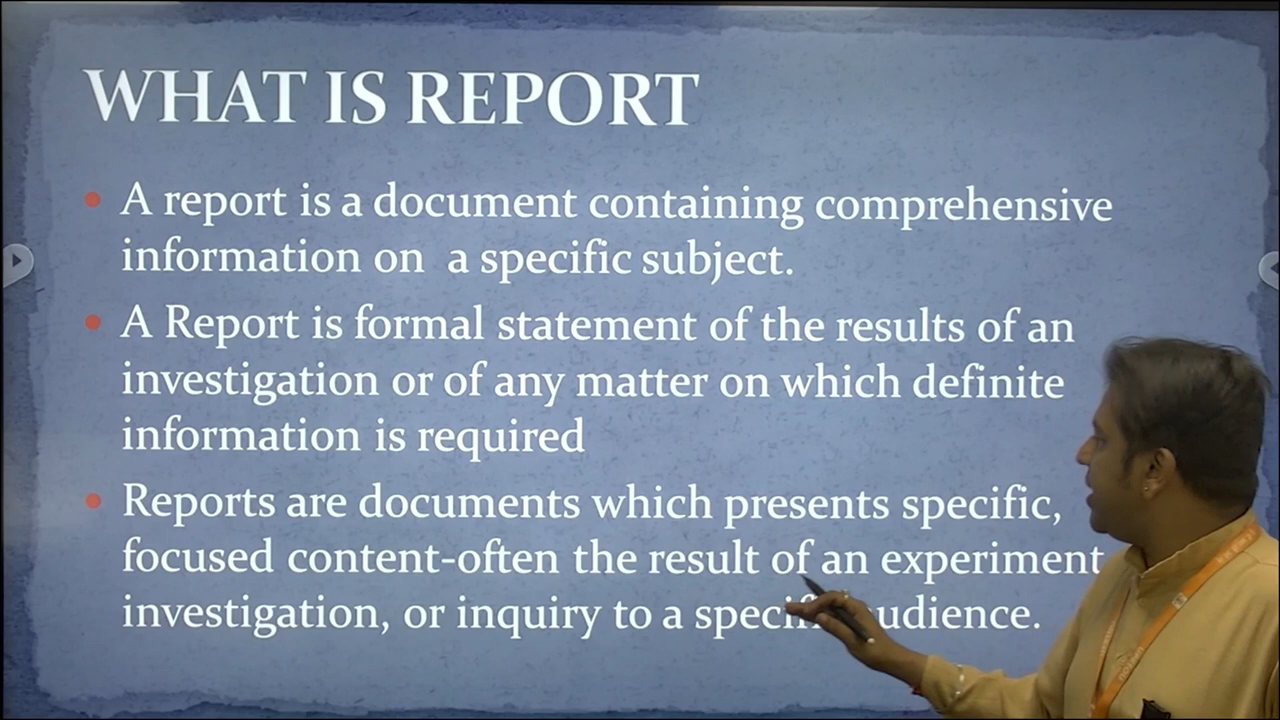 WHAT IS REPORT
• A report is a document containing comprehensive
information on a specific subject.
• A Report is formal statement of the results of an
investigation or of any matter on which definite
information is required
• Reports are documents which presents specific,
focused content-often the result of an experiment
investigation, or inquiry to a udience.